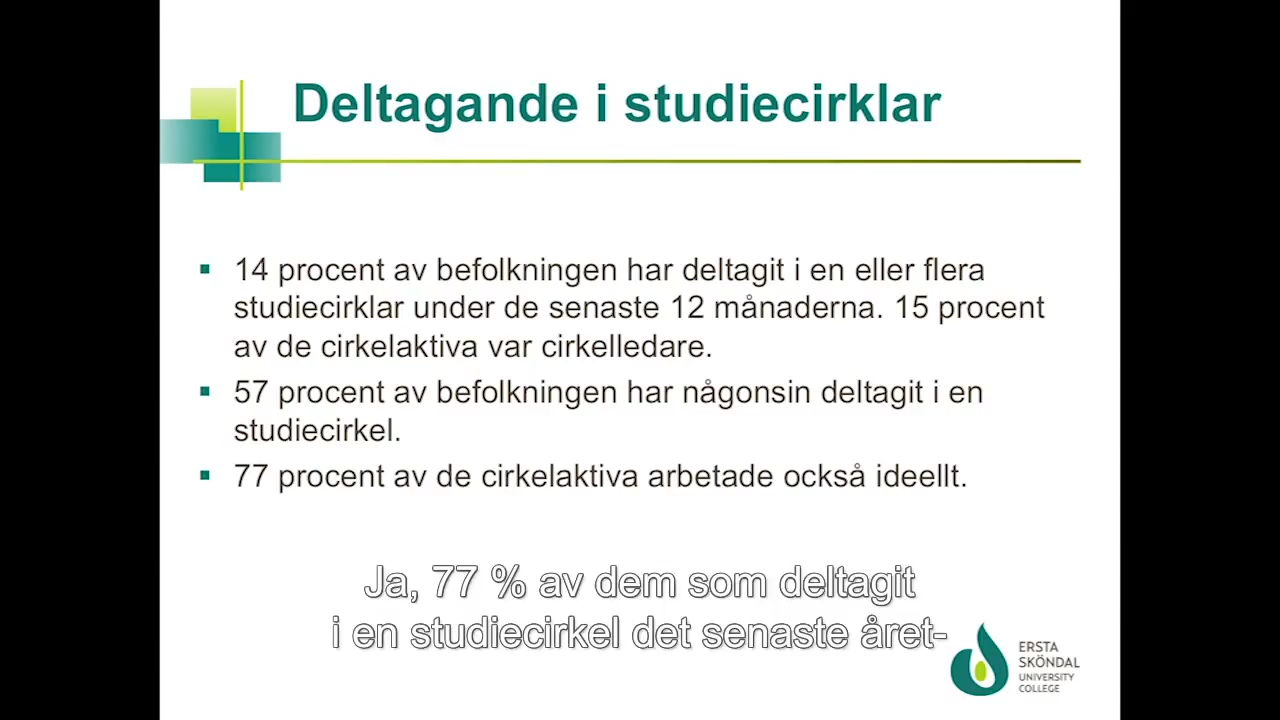 Deltagande i studiecirklar
14 procent av befolkningen har deltagit i en eller flera
studiecirklar under de senaste 12 månaderna. 15 procent
av de cirkelaktiva var cirkelledare.
57 procent av befolkningen har någonsin deltagit i en
studiecirkel.
77 procent av de cirkelaktiva arbetade också ideellt.
Ja, 77 % av dem som deltagit
i en studiecirkel det senaste året-
ERSTA
SKÖNDAL
UNIVERSITY
COLLEGE